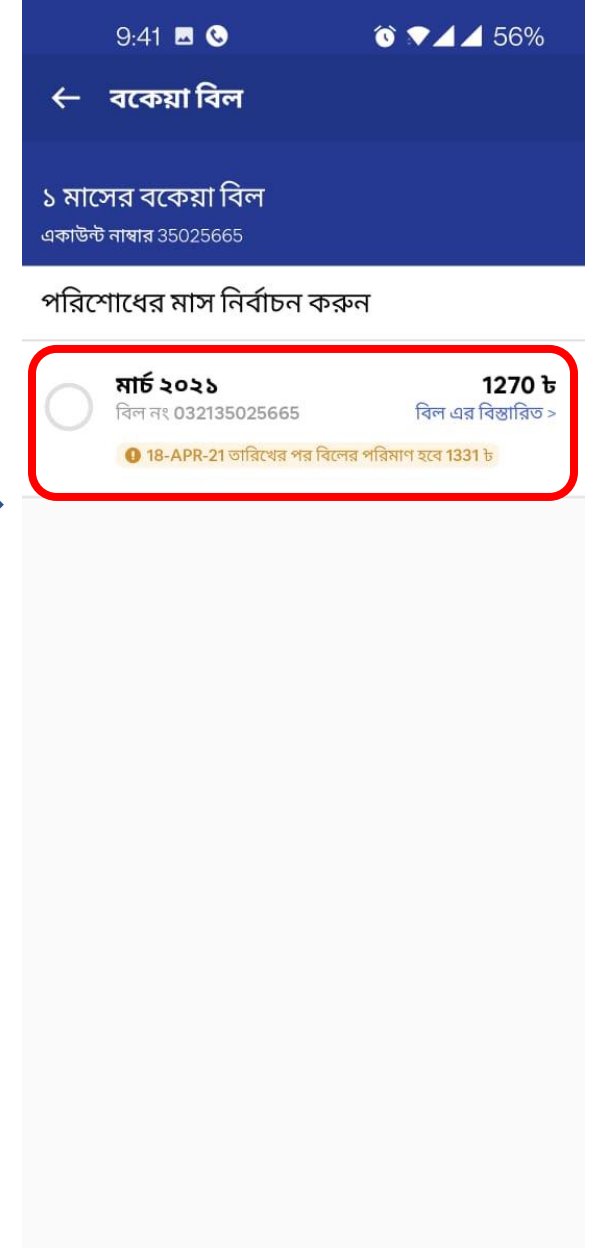 9:41 56%
← বকেয়া বিল
১ মাসের বকেয়া বিল
একাউন্ট নাম্বার 35025665
পরিশোধের মাস নির্বাচন করুন
মার্চ ২০২১ 1270 ৳
বিল নং 032135025665 বিল এর বিস্তারিত >
18-APR-21 তারিখের পর বিলের পরিমাণ হবে 1331 ৳